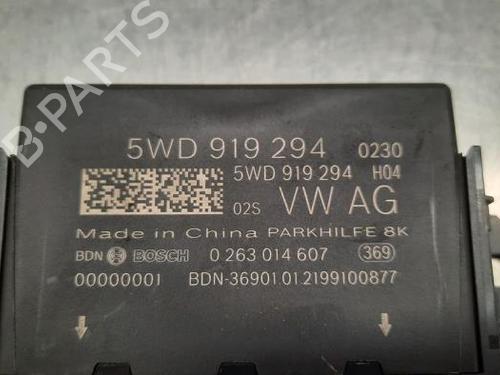 5WD 919 294 0230
5WD 919 294 H04
02S VW AG
Made in China PARKHILFE 8K
BDN BOSCH 0 263 014 607 369
00000001 BDN-36901.01.2199100877